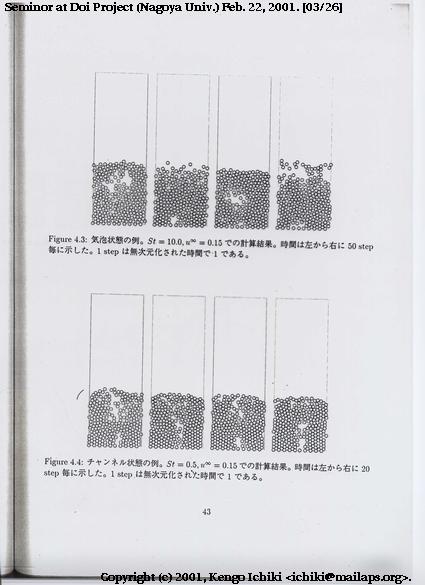 Seminor at Doi Project (Nagoya Univ.) Feb. 22, 2001. [03/26]
Figure 4.3: 気泡状態の例。St = 10.0, u∞ = 0.15 での計算結果。時間は左から右に 50 step
毎に示した。1 step は無次元化された時間で 1 である。
Figure 4.4: チャンネル状態の例。St = 0.5, u∞ = 0.15 での計算結果。時間は左から右に 20
step 毎に示した。1 step は無次元化された時間で 1 である。
43
Copyright (c) 2001, Kengo Ichiki <ichiki@mailaps.org>.